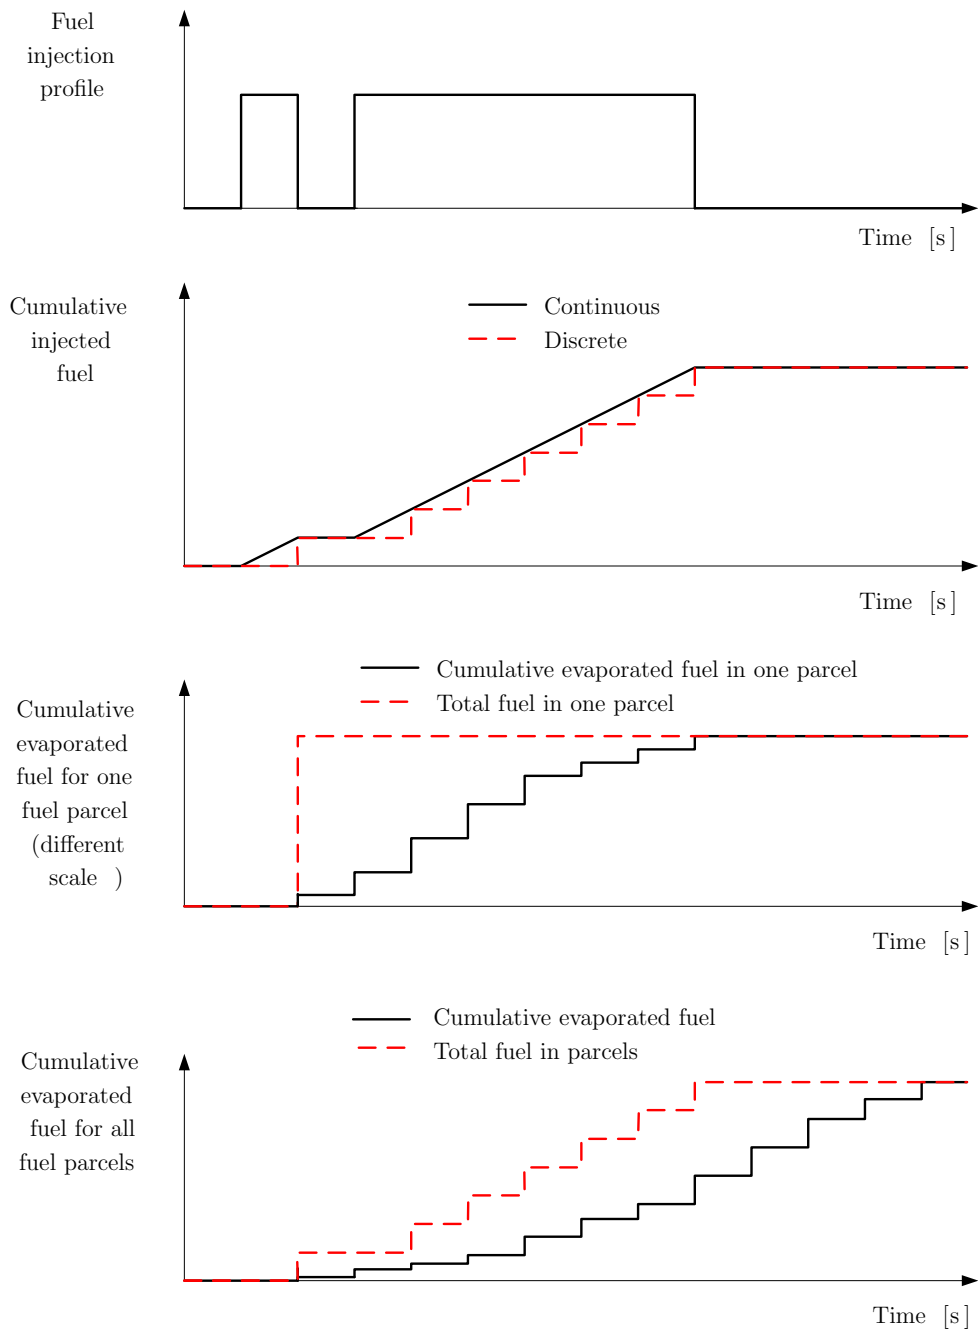 Fuel
injection
profile
Time [s]
Cumulative
injected
fuel
Continuous
Discrete
Time [s]
Cumulative evaporated fuel in one parcel
Total fuel in one parcel
Cumulative
evaporated
fuel for one
fuel parcel
(different
scale )
Time [s]
Cumulative evaporated fuel
Total fuel in parcels
Cumulative
evaporated
fuel for all
fuel parcels
Time [s]